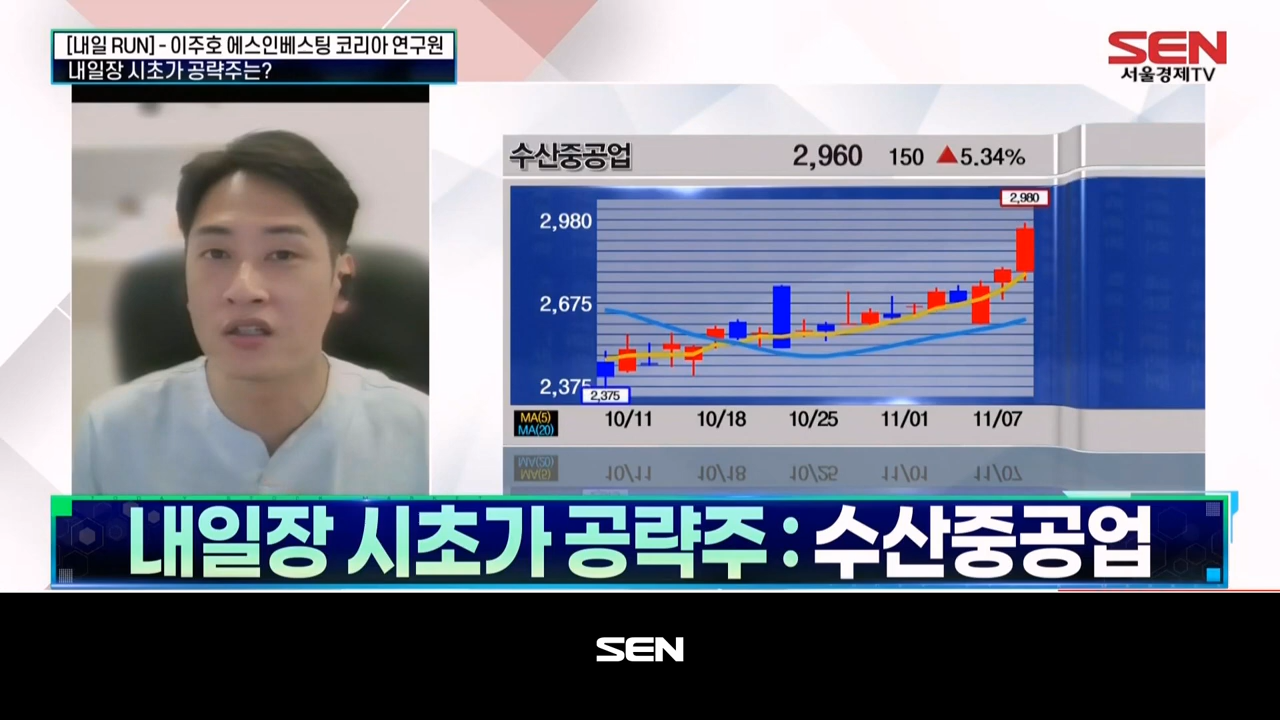 [내일 RUN] - 이주호 에스인베스팅 코리아 연구원
내일장 시초가 공략주는?
SEN
서울경제TV
수산중공업 2,960 150 ▲5.34%
2,980
2,980
2,675
2,375
2,375
MA(5)
MA(20)
10/11 10/18 10/25 11/01 11/07
내일장 시초가 공략주 : 수산중공업
SEN